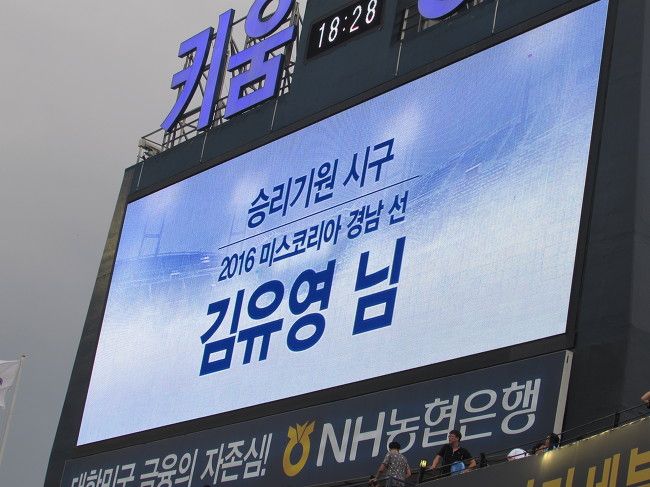 키움
18:28
승리기원 시구
2016 미스코리아 경남 선
김유영 님
대한민국 금융의 자존심! NH농협은행